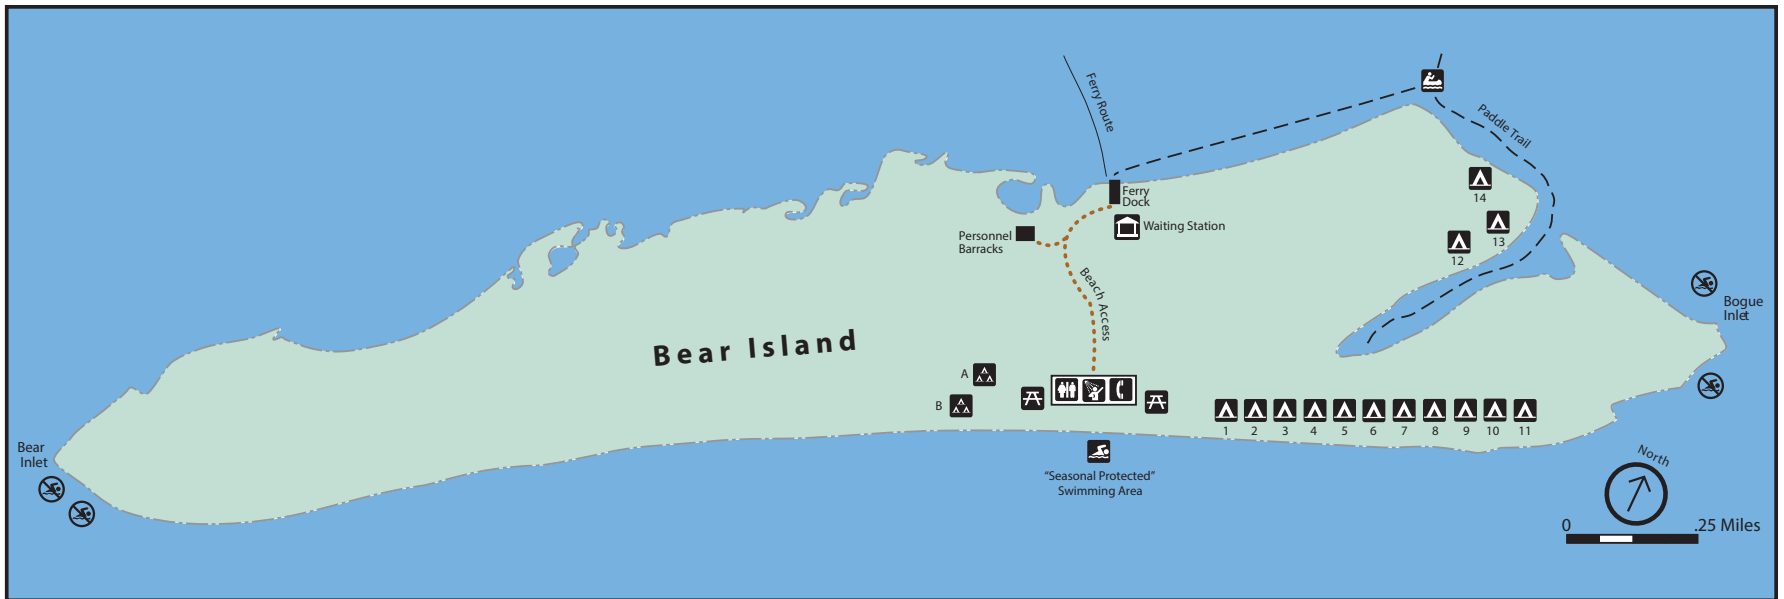 Ferry Route
Paddle Trail
Ferry
Dock
Waiting Station
Personnel
Barracks
14
13
12
Beach Access
Bogue
Inlet
Bear Island
A
B
1 2 3 4 5 6 7 8 9 10 11
Bear
Inlet
“Seasonal Protected”
Swimming Area
North
0 .25 Miles